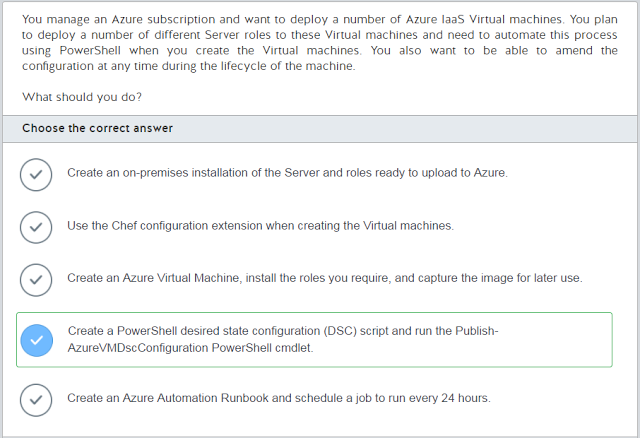 You manage an Azure subscription and want to deploy a number of Azure IaaS Virtual machines. You plan
to deploy a number of different Server roles to these Virtual machines and need to automate this process
using PowerShell when you create the Virtual machines. You also want to be able to amend the
configuration at any time during the lifecycle of the machine.
What should you do?
Choose the correct answer
Create an on-premises installation of the Server and roles ready to upload to Azure.
Use the Chef configuration extension when creating the Virtual machines.
Create an Azure Virtual Machine, install the roles you require, and capture the image for later use.
Create a PowerShell desired state configuration (DSC) script and run the Publish-
AzureVMDscConfiguration PowerShell cmdlet.
Create an Azure Automation Runbook and schedule a job to run every 24 hours.